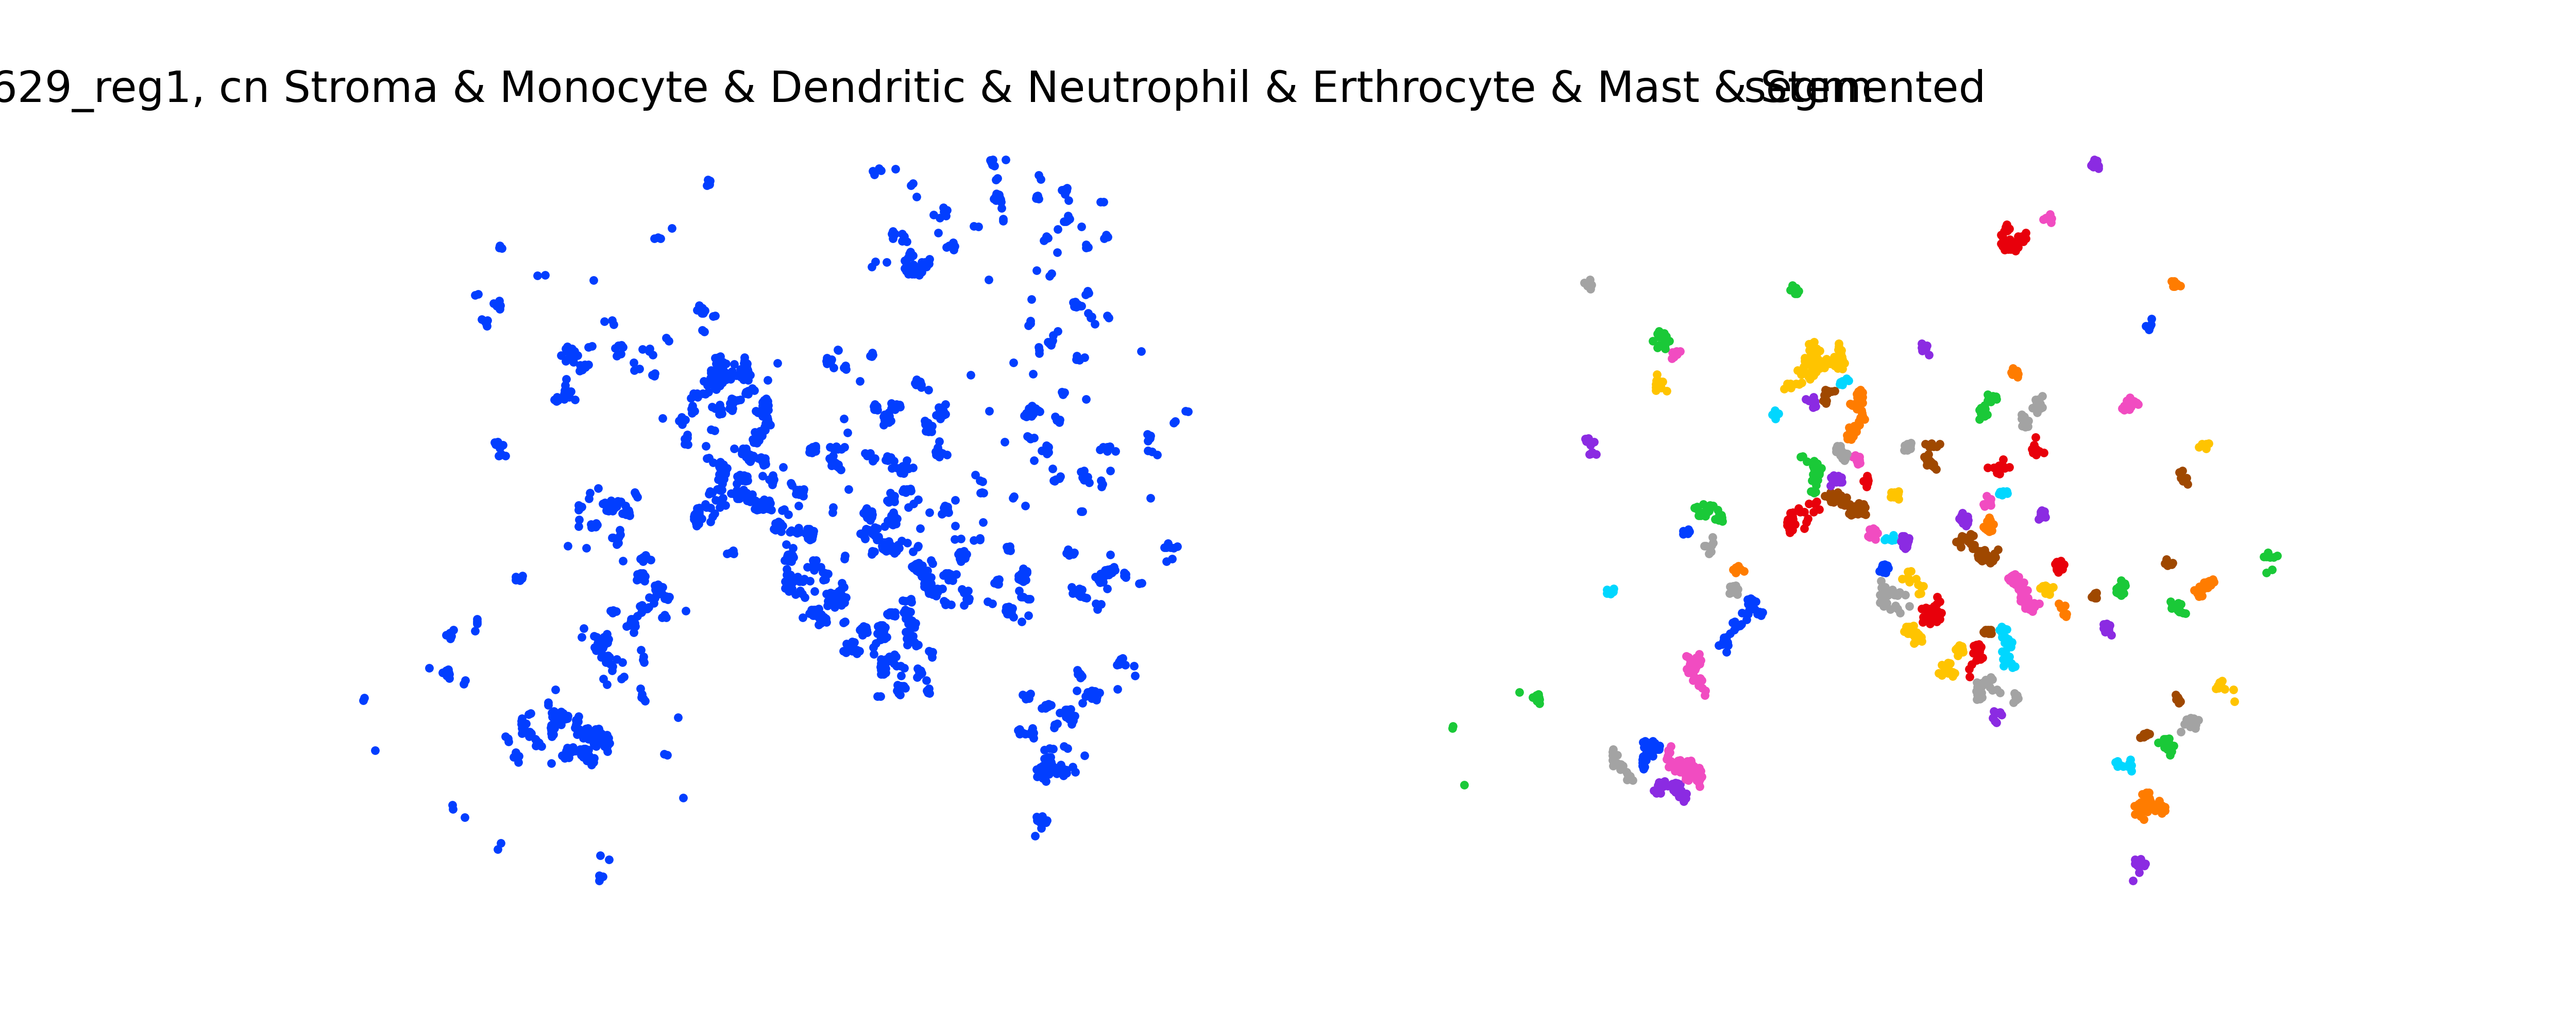 629_reg1, cn Stroma & Monocyte & Dendritic & Neutrophil & Erthrocyte & Mast & Stem
segmented